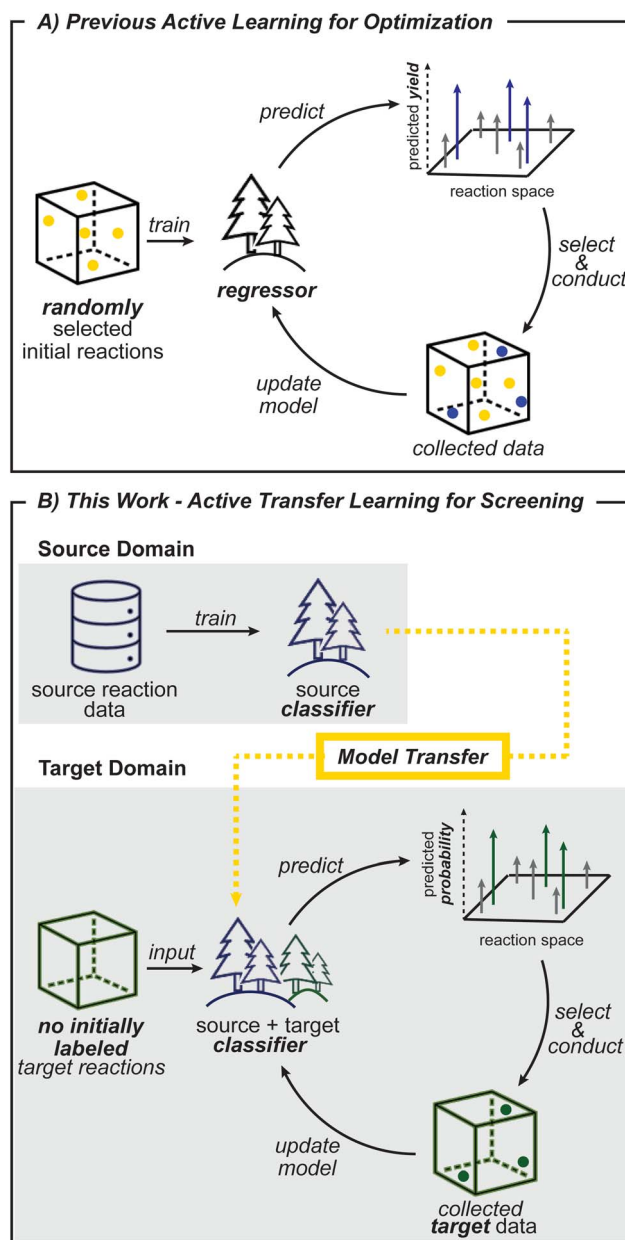 A) Previous Active Learning for Optimization
predict
predicted yield
reaction space
train
regressor
randomly
selected
initial reactions
select
&
conduct
update
model
collected data
B) This Work - Active Transfer Learning for Screening
Source Domain
train
source reaction
data
source
classifier
Model Transfer
Target Domain
predict
predicted
probability
reaction space
input
no initially
labeled
target reactions
source + target
classifier
select
&
conduct
update
model
collected
target data